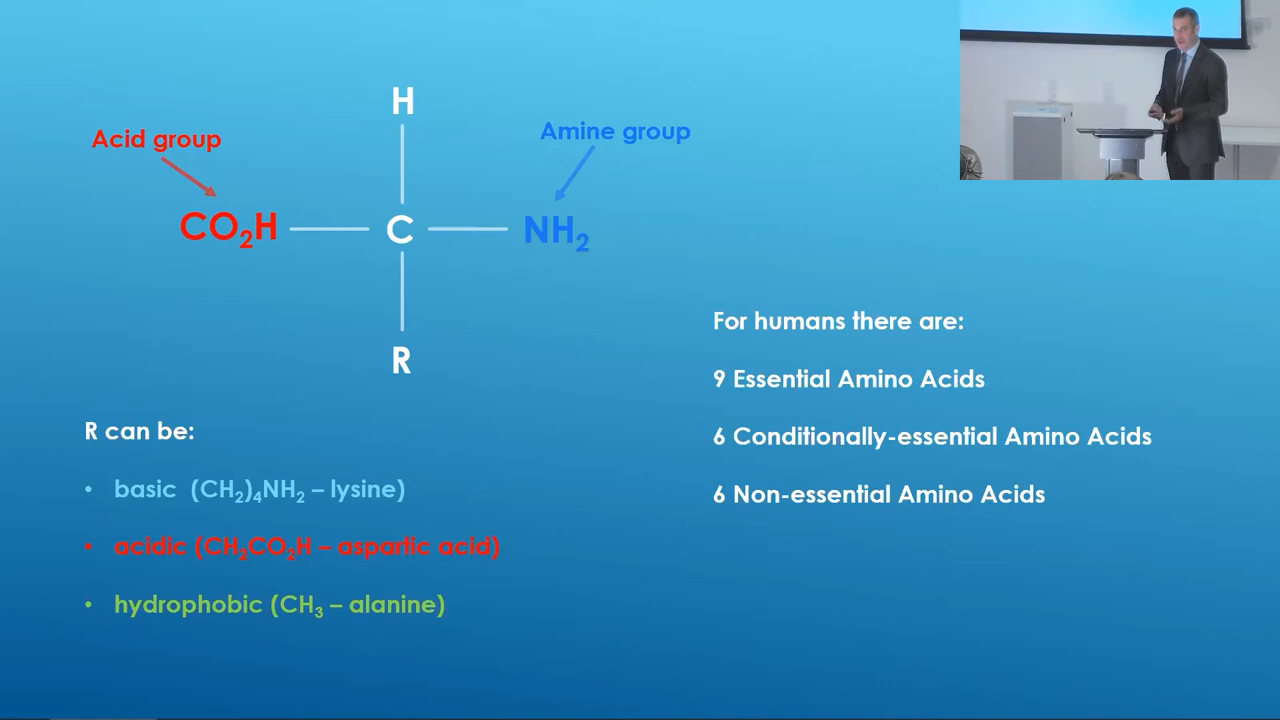 H
Acid group
Amine group
CO₂H
C
NH₂
R
R can be:
• basic (CH₂)₄NH₂ – lysine)
• acidic (CH₂CO₂H – aspartic acid)
• hydrophobic (CH₃ – alanine)
For humans there are:
9 Essential Amino Acids
6 Conditionally-essential Amino Acids
6 Non-essential Amino Acids